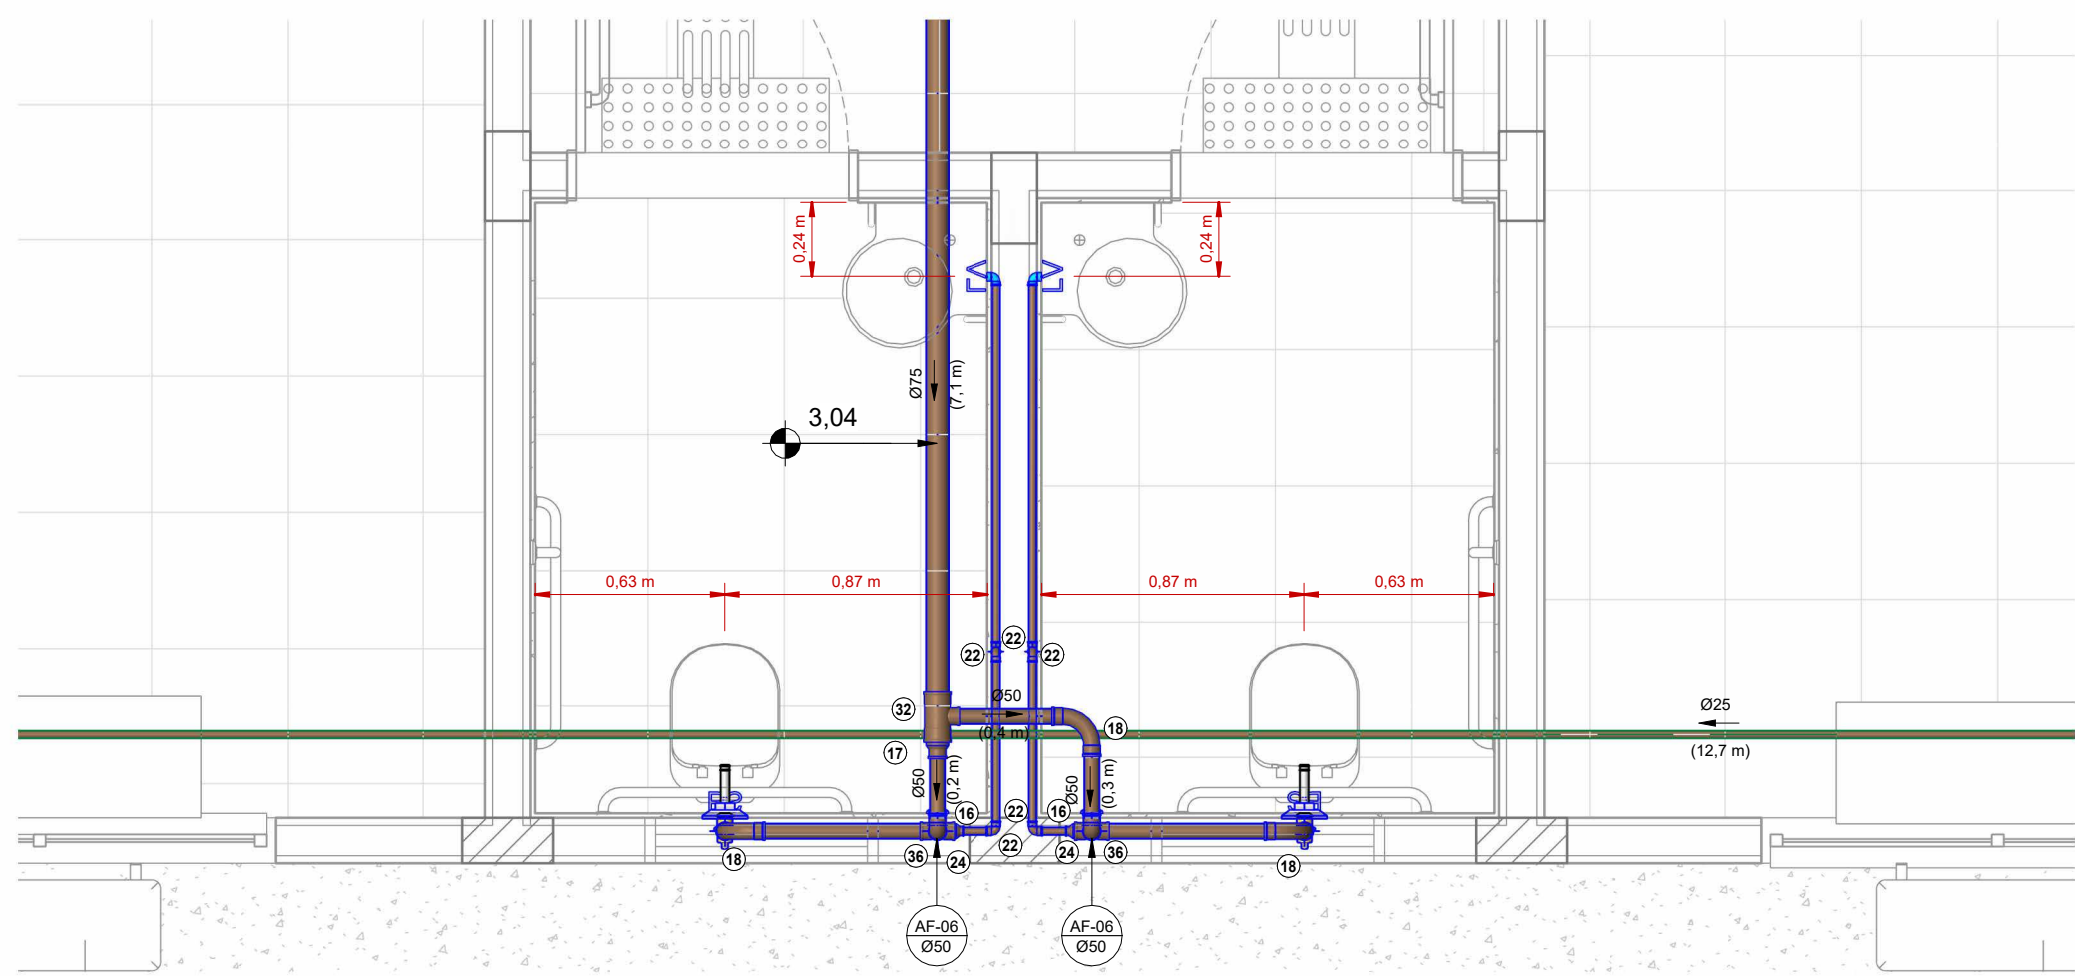 0,24 m
0,24 m
Ø75
(7,1 m)
3,04
0,63 m
0,87 m
0,87 m
0,63 m
22
22
22
32
Ø50
(0,4 m)
18
17
Ø25
(12,7 m)
Ø50
(0,2 m)
Ø50
(0,3 m)
16
22
16
18
36
24
22
24
36
18
AF-06
Ø50
AF-06
Ø50